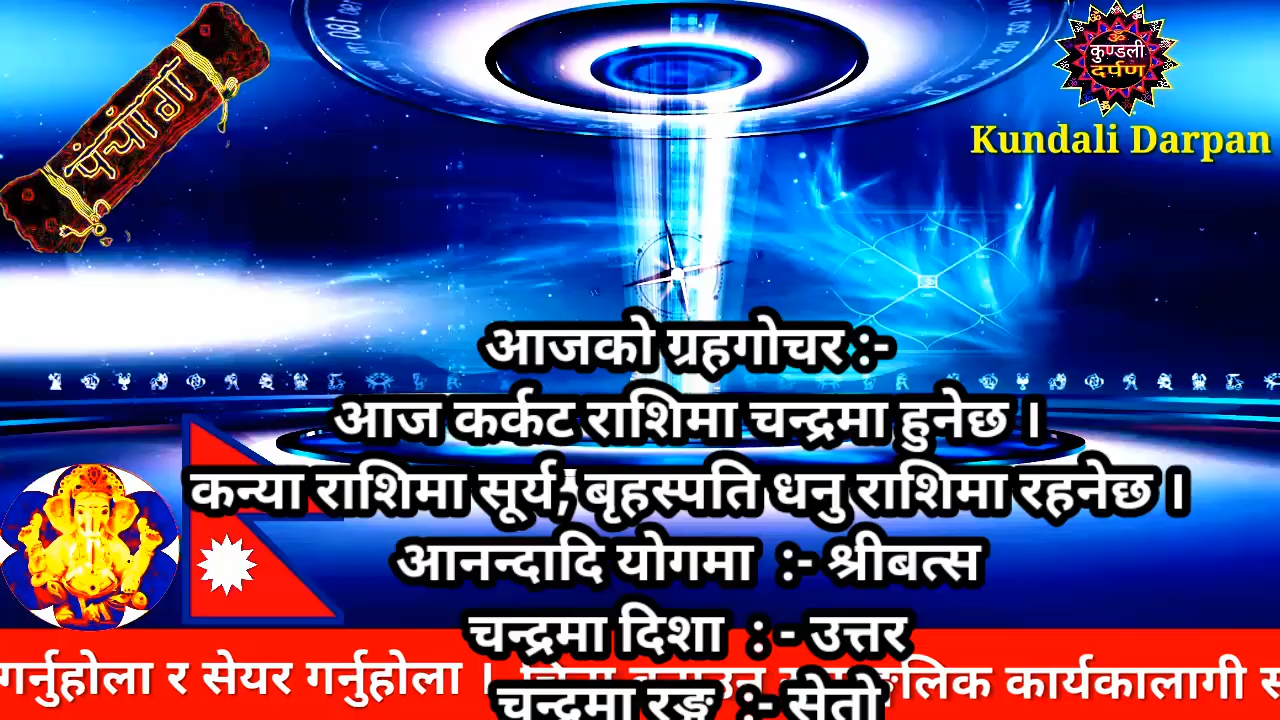 पंचांग
ॐ
कुण्डली
दर्पण
Kundali Darpan
आजको ग्रहगोचर :-
आज कर्कट राशिमा चन्द्रमा हुनेछ ।
कन्या राशिमा सूर्य, बृहस्पति धनु राशिमा रहनेछ ।
आनन्दादि योगमा :- श्रीबत्स
चन्द्रमा दिशा : - उत्तर
चन्द्रमा रङ्ग :- सेतो
गर्नुहोला र सेयर गर्नुहोला । कार्यकालागी